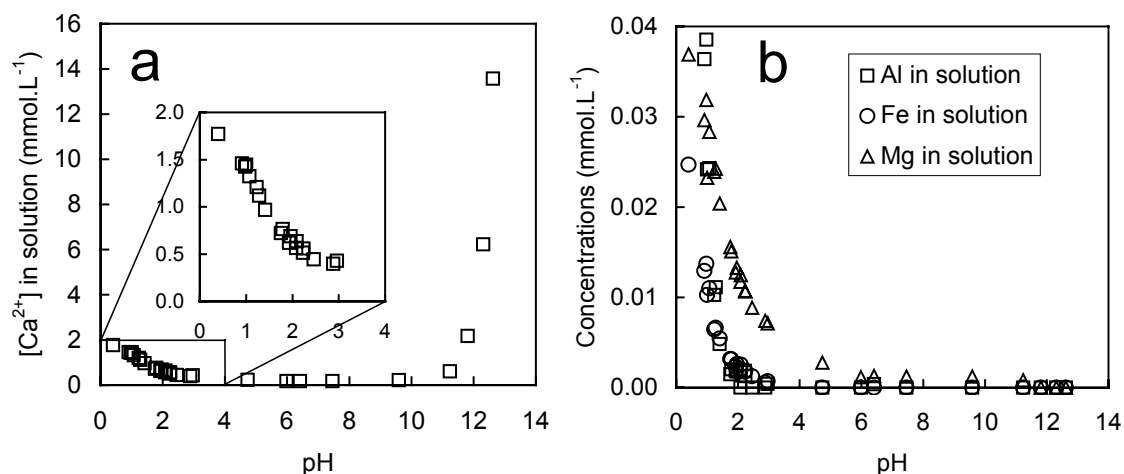 a
[Ca²⁺] in solution (mmol.L⁻¹)
16
14
12
10
8
6
4
2
0
0 2 4 6 8 10 12 14
pH
2.0
1.5
1.0
0.5
0.0
0 1 2 3 4
b
Concentrations (mmol.L⁻¹)
0.04
0.03
0.02
0.01
0.00
0 2 4 6 8 10 12 14
pH
Al in solution
Fe in solution
Mg in solution